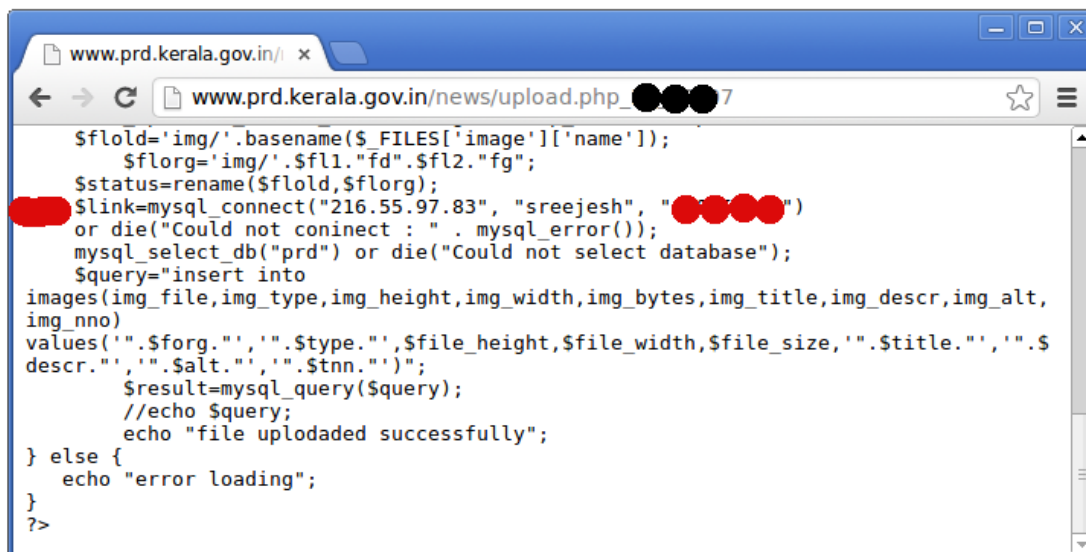 www.prd.kerala.gov.in/
www.prd.kerala.gov.in/news/upload.php_ 7
$flold='img/'.basename($_FILES['image']['name']);
$florg='img/'.$fl1."fd".$fl2."fg";
$status=rename($flold,$florg);
$link=mysql_connect("216.55.97.83", "sreejesh", " ")
or die("Could not coninect : " . mysql_error());
mysql_select_db("prd") or die("Could not select database");
$query="insert into
images(img_file,img_type,img_height,img_width,img_bytes,img_title,img_descr,img_alt,
img_nno)
values('".$forg."','".$type."',$file_height,$file_width,$file_size,'".$title."','".$
descr."','".$alt."','".$tnn."')";
$result=mysql_query($query);
//echo $query;
echo "file uplodaded successfully";
} else {
echo "error loading";
}
?>